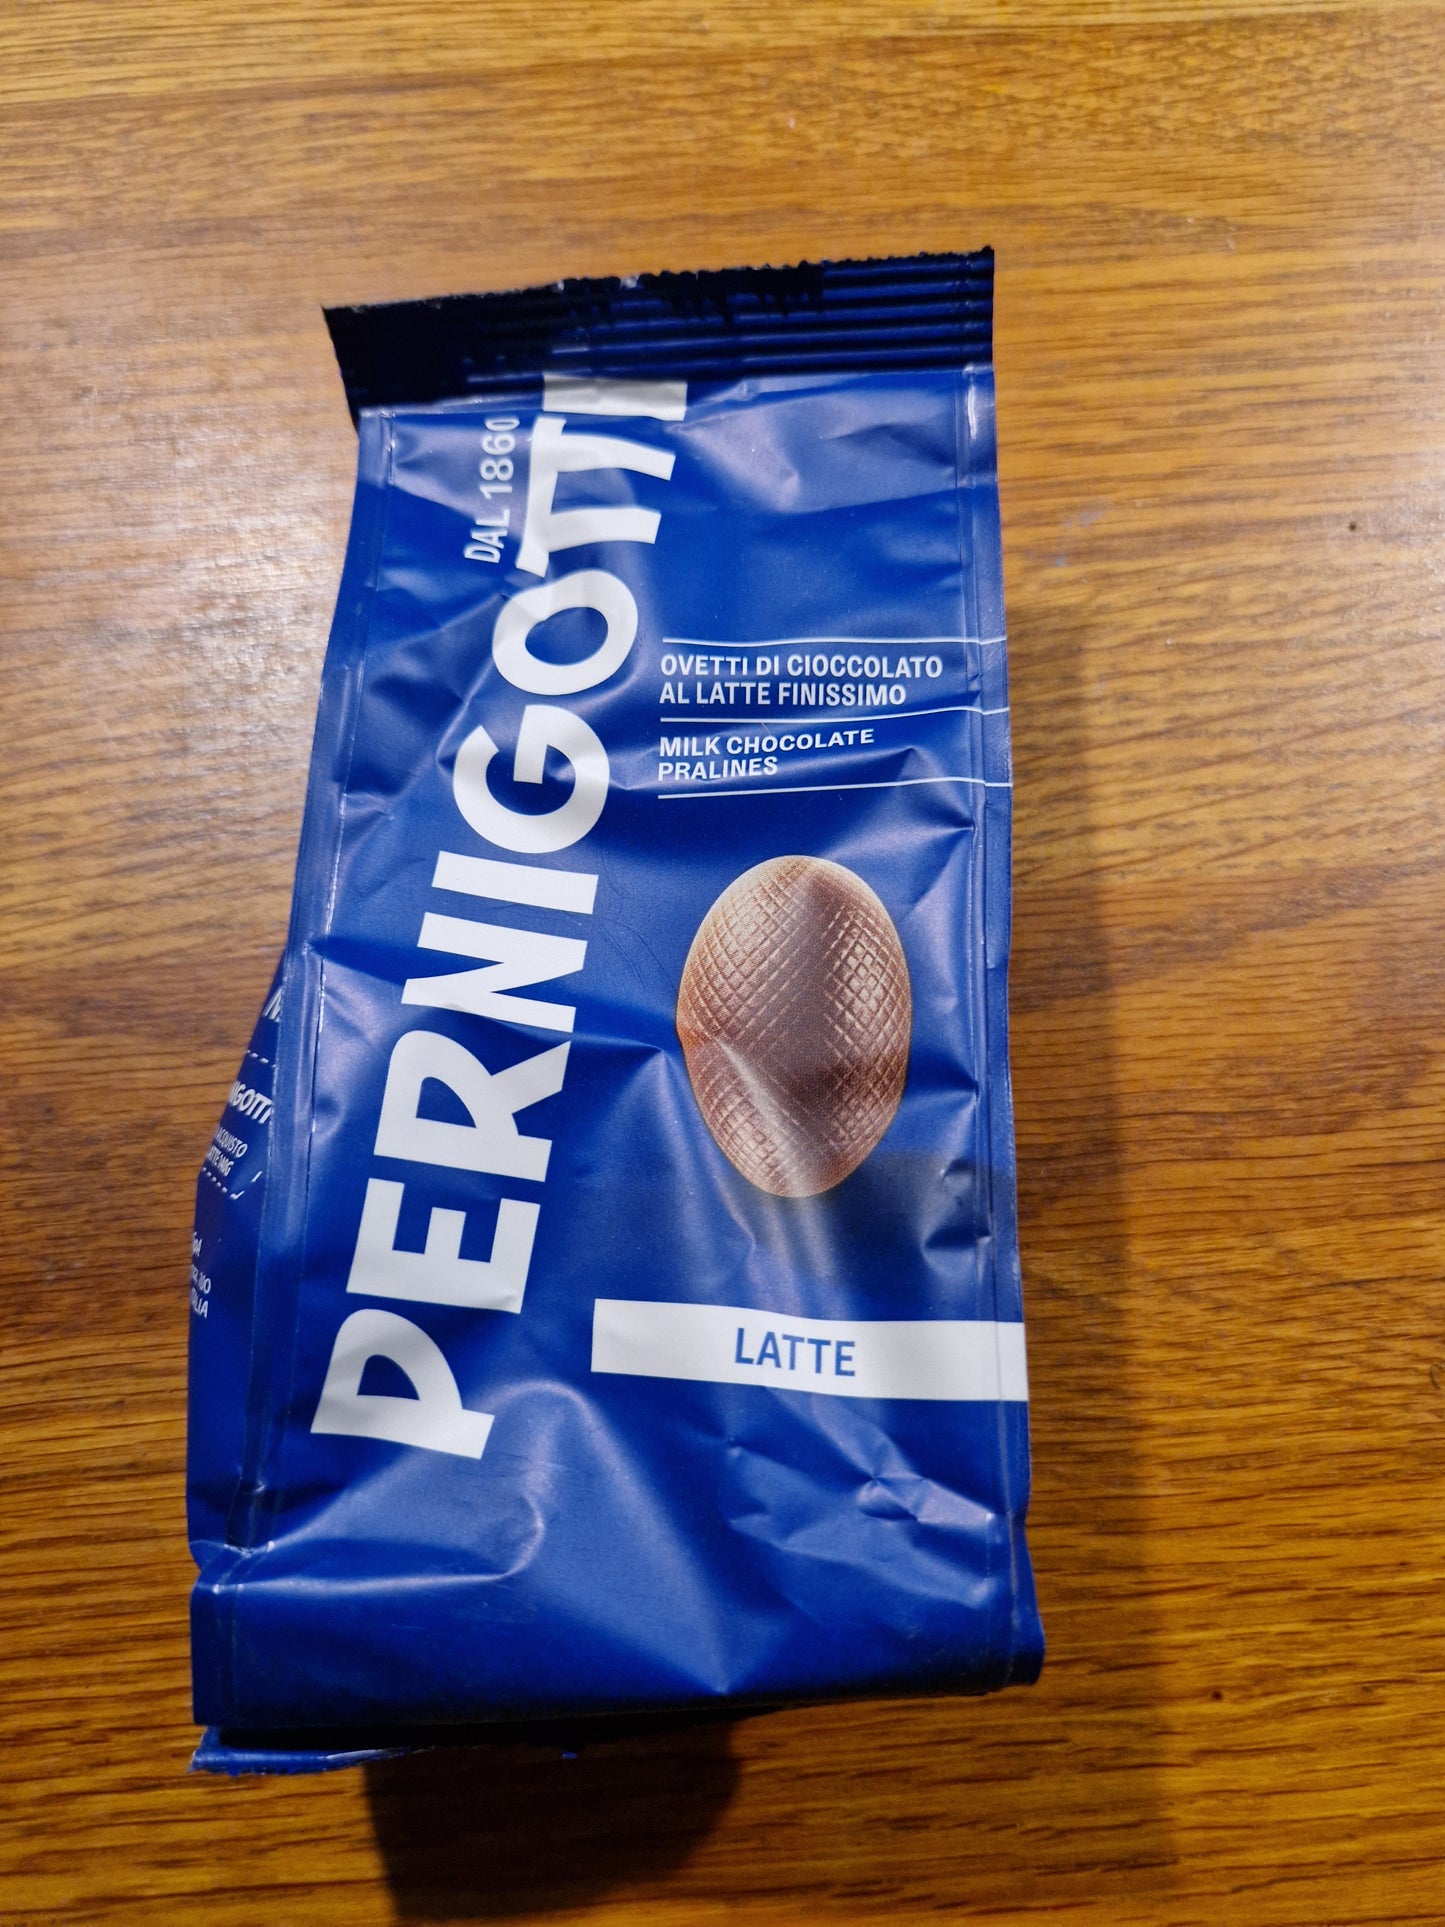 PERNIGOTTI
DAL 1860
OVETTI DI CIOCCOLATO
AL LATTE FINISSIMO
MILK CHOCOLATE
PRALINES
LATTE